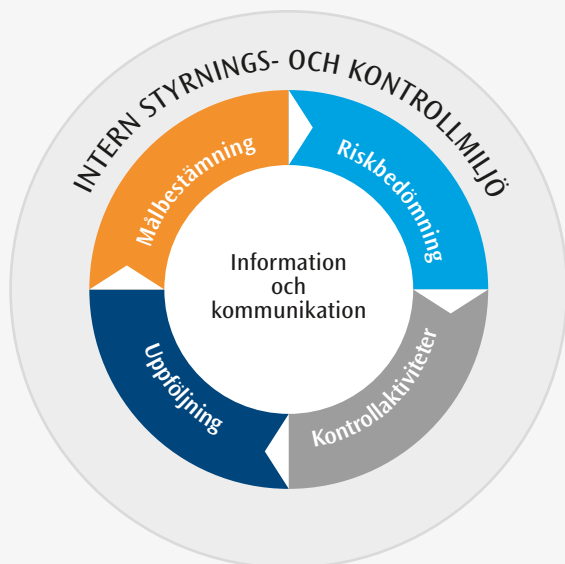 INTERN STYRNINGS- OCH KONTROLLMILJÖ
Målbestämning
Riskbedömning
Information
och
kommunikation
Uppföljning
Kontrollaktiviteter